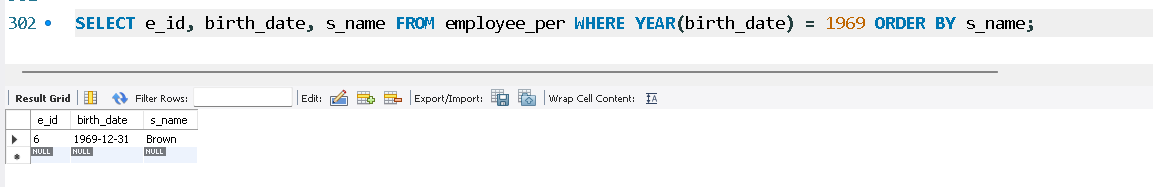 302 SELECT e_id, birth_date, s_name FROM employee_per WHERE YEAR(birth_date) = 1969 ORDER BY s_name;
Result Grid Filter Rows: Edit: Export/Import: Wrap Cell Content:
e_id birth_date s_name
6 1969-12-31 Brown
NULL NULL NULL